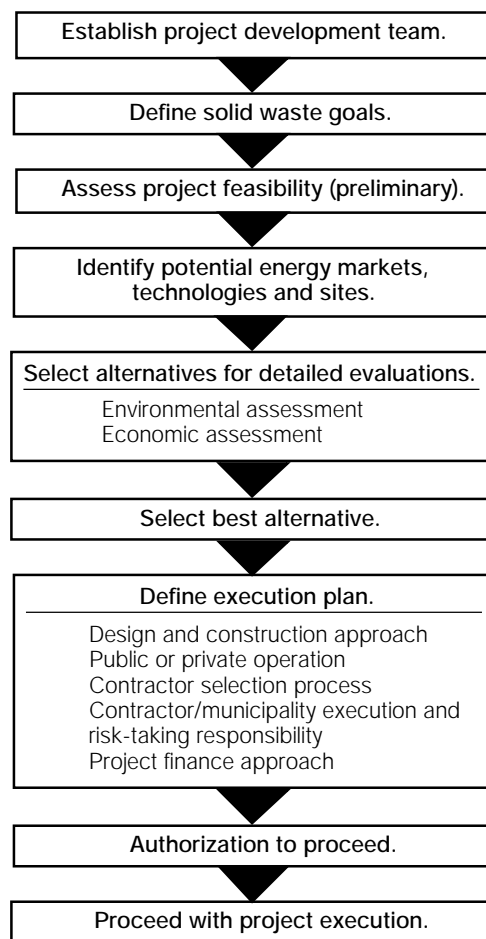 Establish project development team.
Define solid waste goals.
Assess project feasibility (preliminary).
Identify potential energy markets,
technologies and sites.
Select alternatives for detailed evaluations.
Environmental assessment
Economic assessment
Select best alternative.
Define execution plan.
Design and construction approach
Public or private operation
Contractor selection process
Contractor/municipality execution and
risk-taking responsibility
Project finance approach
Authorization to proceed.
Proceed with project execution.